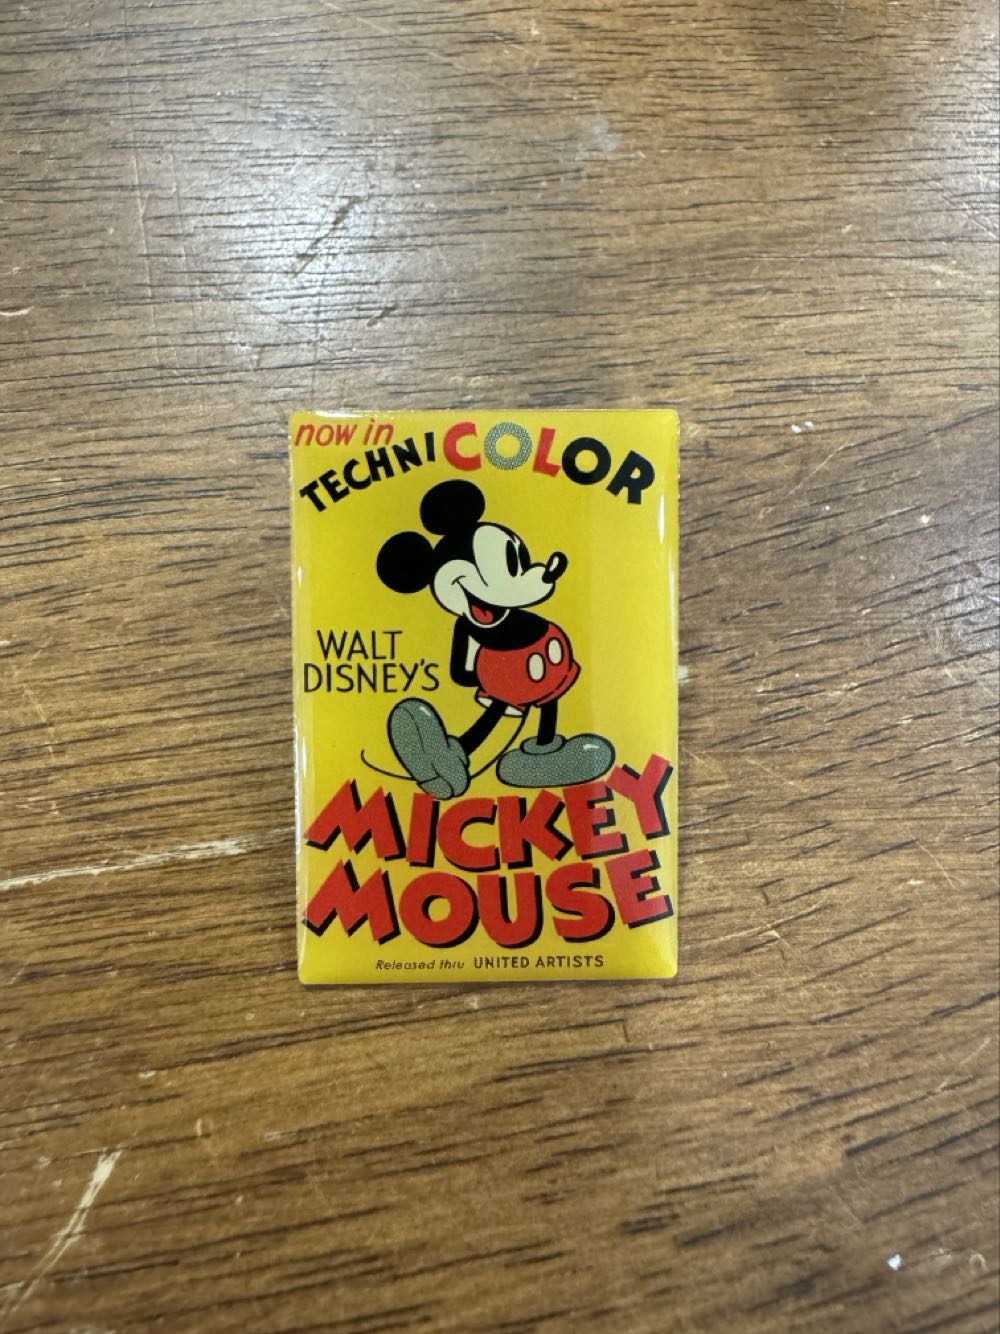 now in
TECHNICOLOR
WALT
DISNEY'S
MICKEY
MOUSE
Released thru UNITED ARTISTS